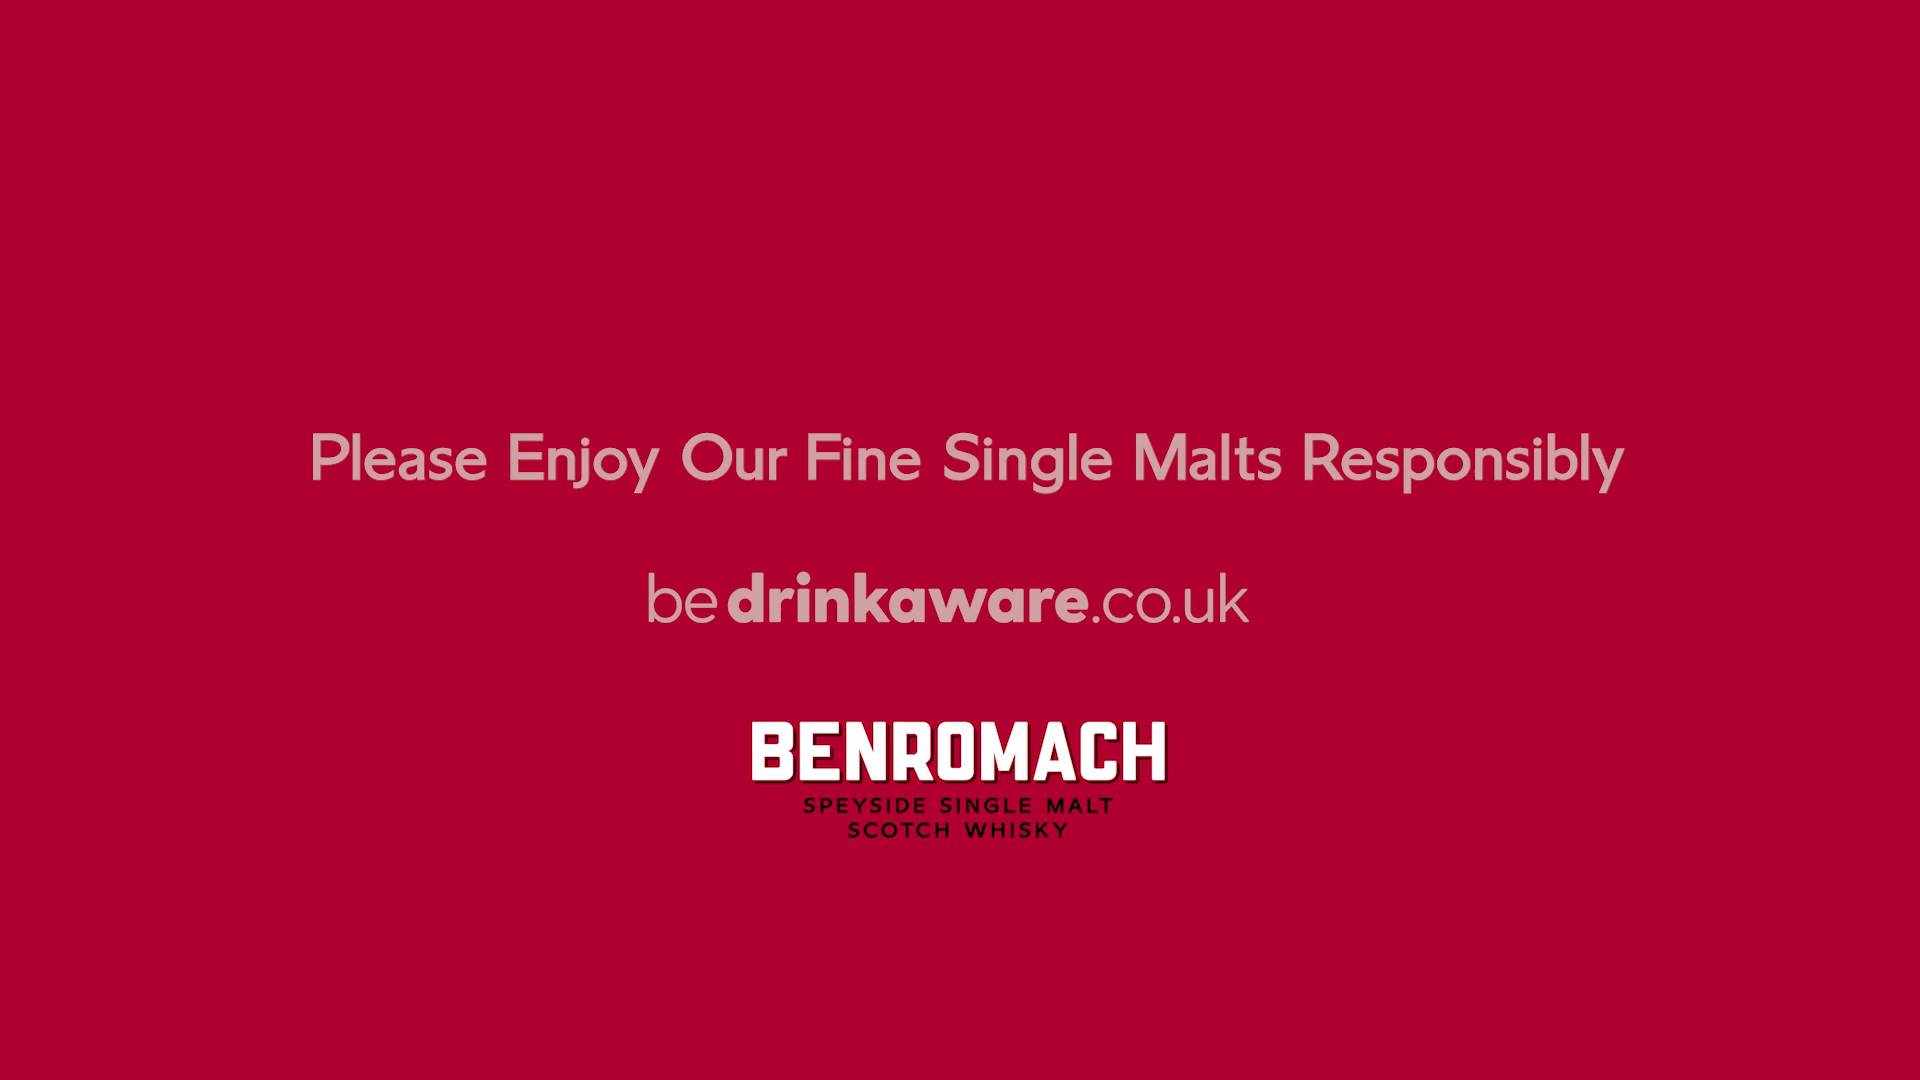 Please Enjoy Our Fine Single Malts Responsibly
be drinkaware.co.uk
BENROMACH
SPEYSIDE SINGLE MALT
SCOTCH WHISKY